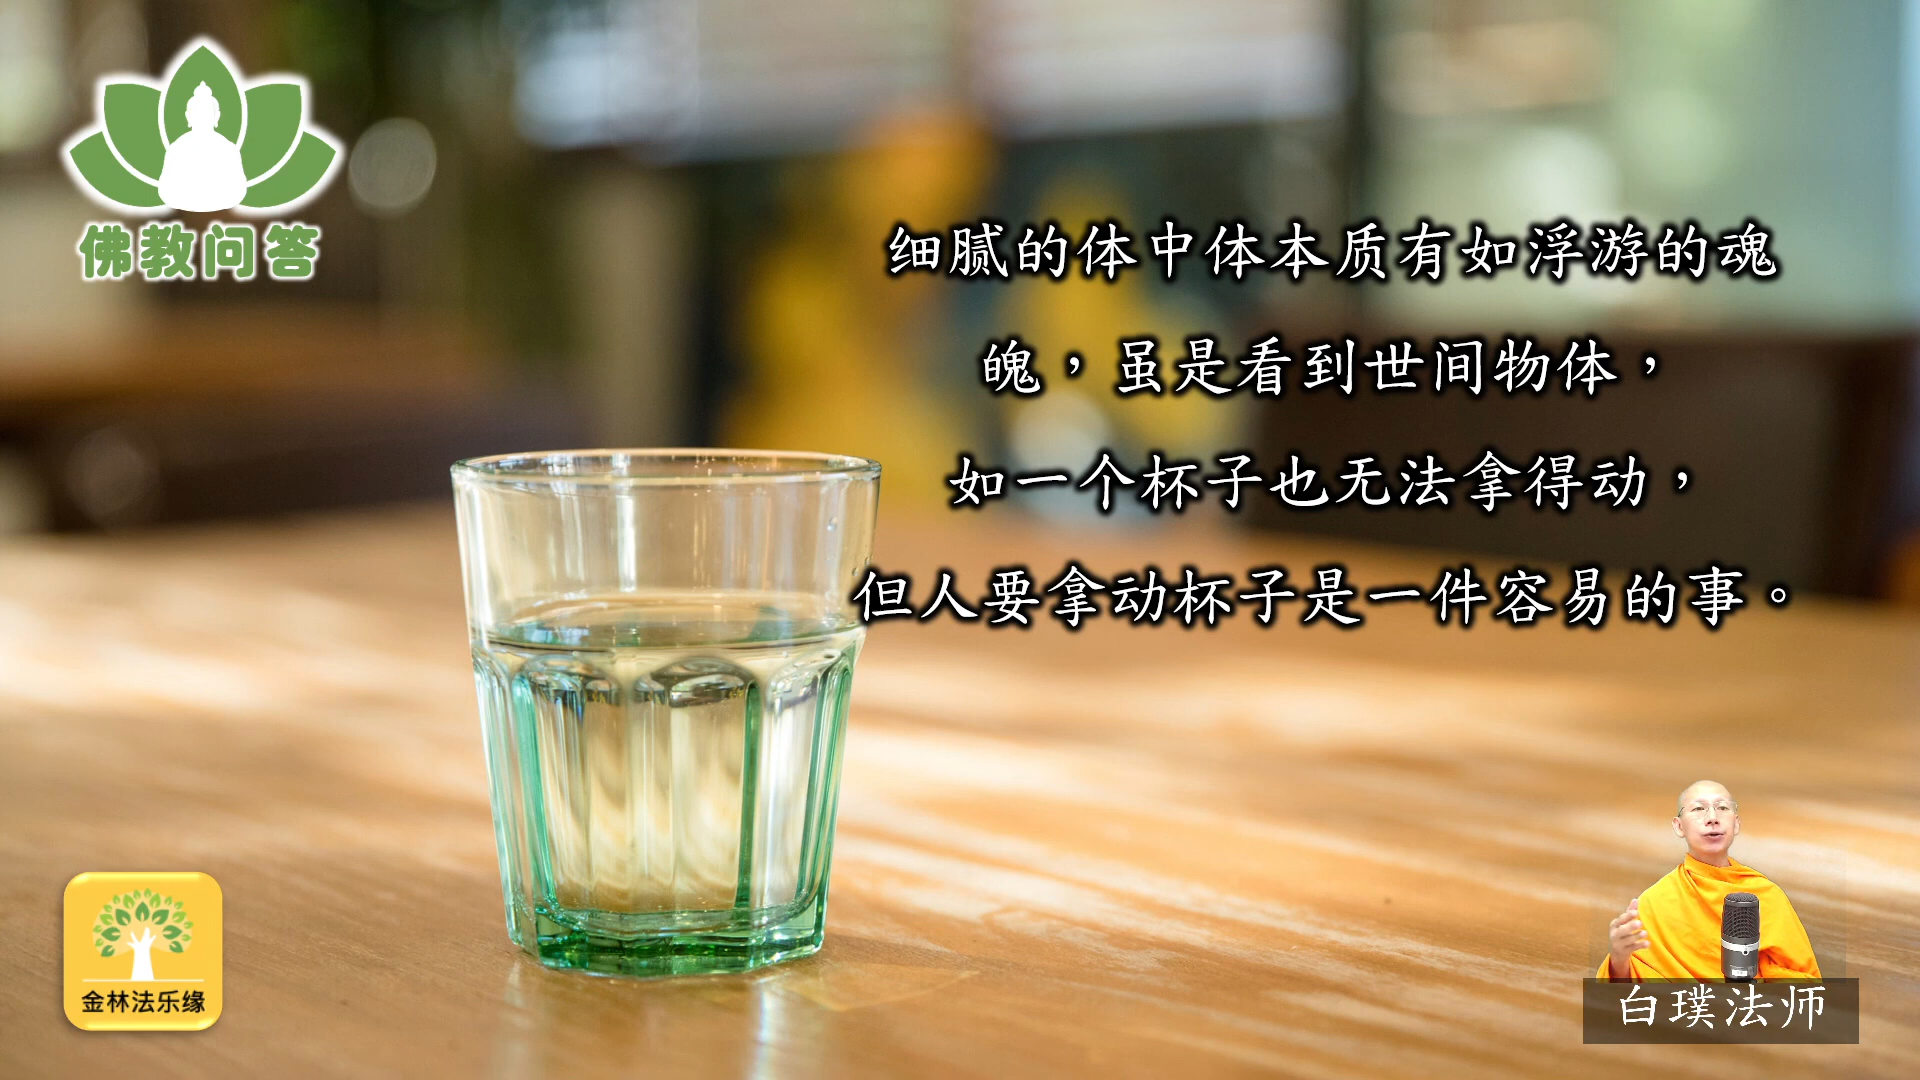 佛教问答
细腻的体中体本质有如浮游的魂
魄，虽是看到世间物体，
如一个杯子也无法拿得动，
但人要拿动杯子是一件容易的事。
金林法乐缘
白璞法师